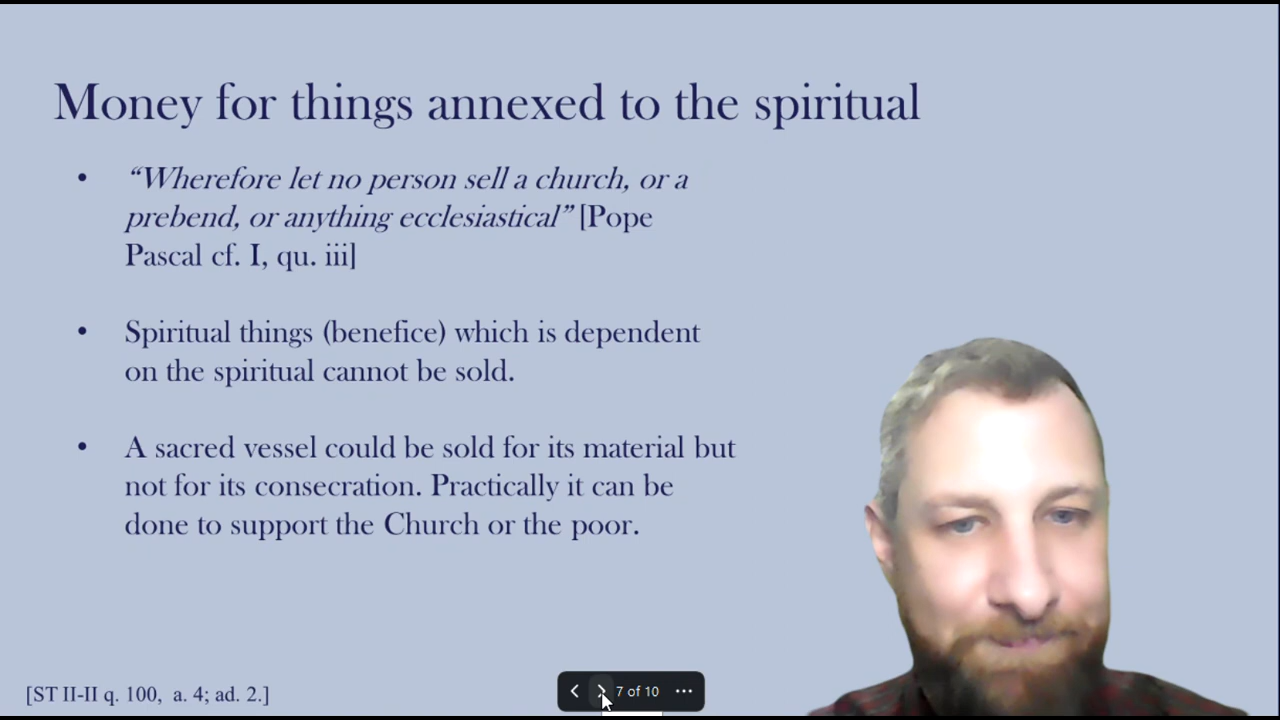 Money for things annexed to the spiritual
• “Wherefore let no person sell a church, or a
prebend, or anything ecclesiastical” [Pope
Pascal cf. I, qu. iii]
• Spiritual things (benefice) which is dependent
on the spiritual cannot be sold.
• A sacred vessel could be sold for its material but
not for its consecration. Practically it can be
done to support the Church or the poor.
[ST II-II q. 100, a. 4; ad. 2.]
7 of 10